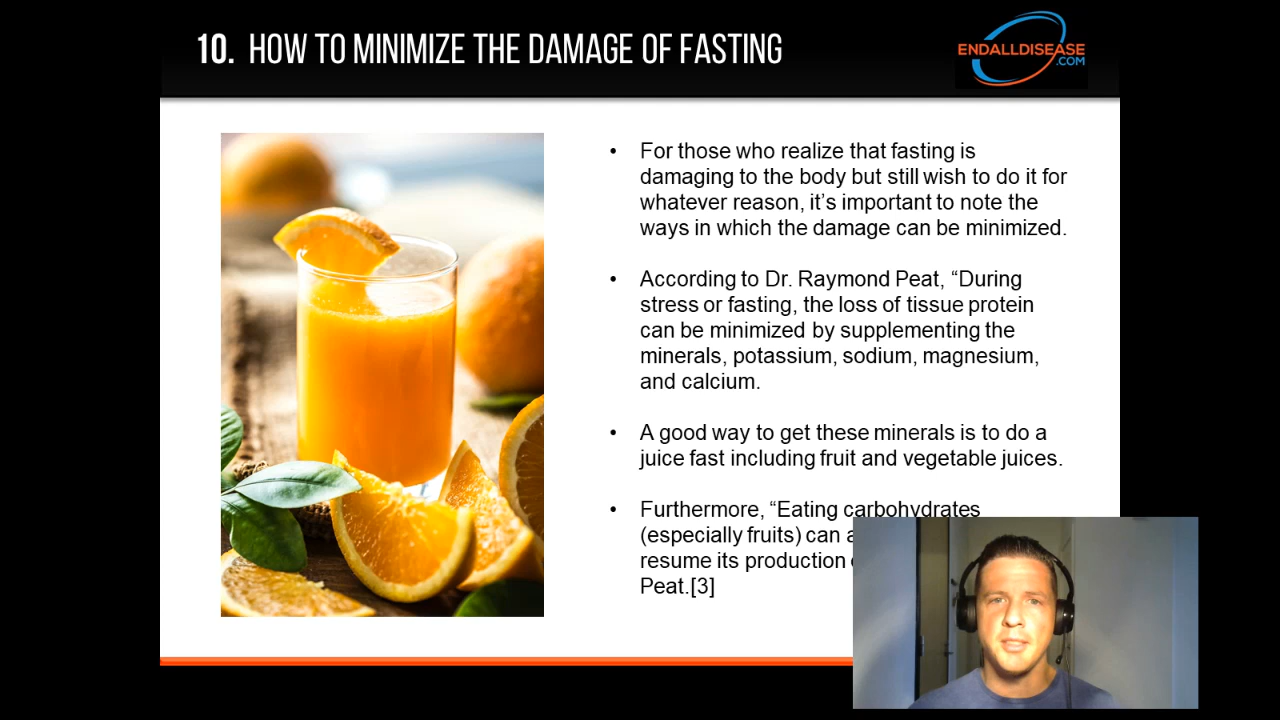 10. HOW TO MINIMIZE THE DAMAGE OF FASTING
ENDALLDISEASE
.COM
• For those who realize that fasting is
damaging to the body but still wish to do it for
whatever reason, it’s important to note the
ways in which the damage can be minimized.
• According to Dr. Raymond Peat, “During
stress or fasting, the loss of tissue protein
can be minimized by supplementing the
minerals, potassium, sodium, magnesium,
and calcium.
• A good way to get these minerals is to do a
juice fast including fruit and vegetable juices.
• Furthermore, “Eating carbohydrates
(especially fruits) can
resume its production
Peat.[3]